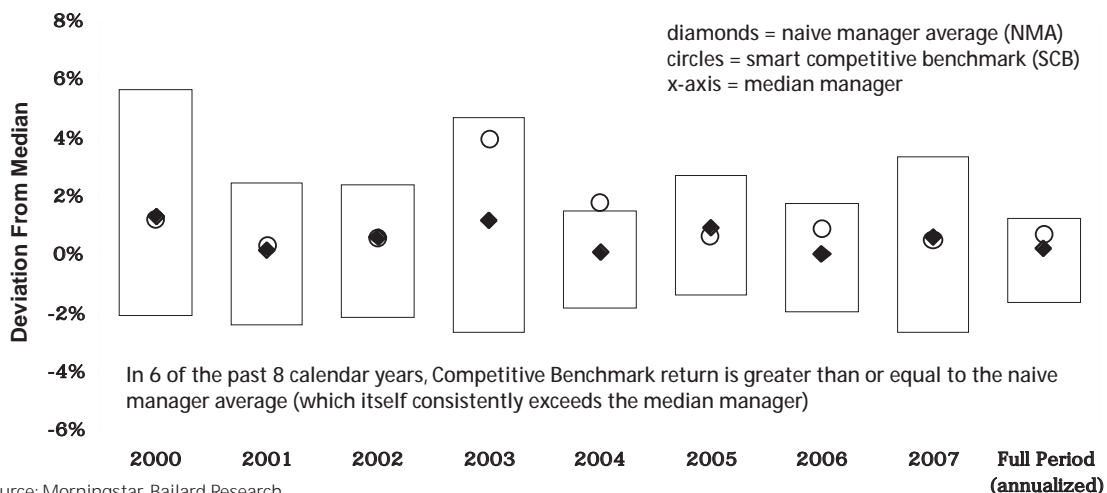 8%
diamonds = naive manager average (NMA)
circles = smart competitive benchmark (SCB)
x-axis = median manager
6%
4%
2%
0%
-2%
-4%
-6%
Deviation From Median
In 6 of the past 8 calendar years, Competitive Benchmark return is greater than or equal to the naive
manager average (which itself consistently exceeds the median manager)
2000 2001 2002 2003 2004 2005 2006 2007 Full Period
(annualized)
ource: Morningstar, Bailard Research